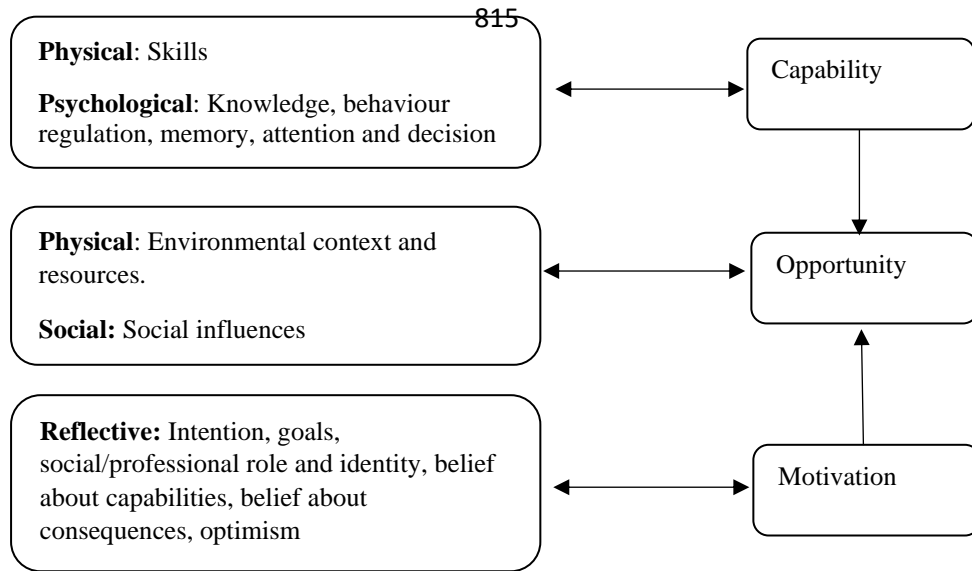 815
Physical: Skills
Psychological: Knowledge, behaviour
regulation, memory, attention and decision
Capability
Physical: Environmental context and
resources.
Social: Social influences
Opportunity
Reflective: Intention, goals,
social/professional role and identity, belief
about capabilities, belief about
consequences, optimism
Motivation